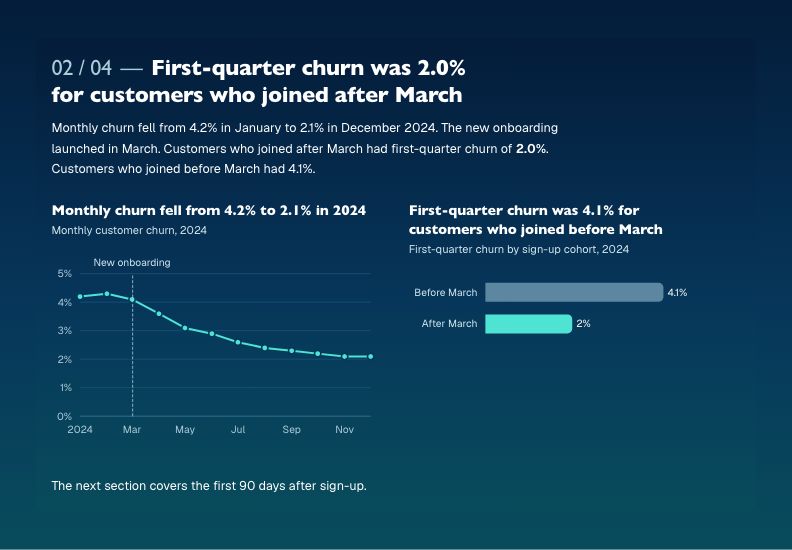 02 / 04 — First-quarter churn was 2.0%
for customers who joined after March
Monthly churn fell from 4.2% in January to 2.1% in December 2024. The new onboarding
launched in March. Customers who joined after March had first-quarter churn of 2.0%.
Customers who joined before March had 4.1%.
Monthly churn fell from 4.2% to 2.1% in 2024
Monthly customer churn, 2024
New onboarding
5%
4%
3%
2%
1%
0%
2024 Mar May Jul Sep Nov
First-quarter churn was 4.1% for
customers who joined before March
First-quarter churn by sign-up cohort, 2024
Before March 4.1%
After March 2%
The next section covers the first 90 days after sign-up.